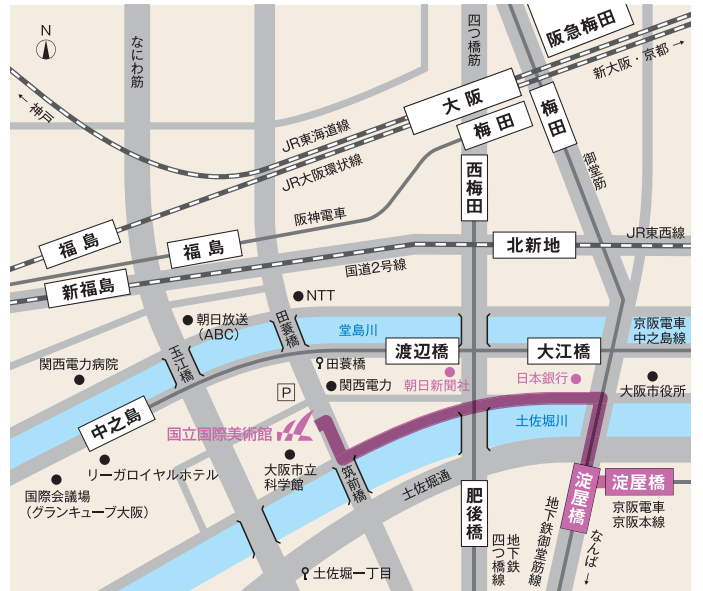 N
なにわ筋
四つ橋筋
阪急梅田
新大阪・京都→
←神戸
大阪
梅田
梅田
JR東海道線
JR大阪環状線
御堂筋
西梅田
阪神電車
福島
福島
北新地
JR東西線
新福島
国道2号線
NTT
朝日放送
(ABC)
田蓑橋
堂島川
京阪電車
中之島線
玉江橋
渡辺橋
大江橋
関西電力病院
田蓑橋
関西電力
朝日新聞社
日本銀行
大阪市役所
P
中之島
国立国際美術館
土佐堀川
リーガロイヤルホテル
大阪市立
科学館
筑前橋
土佐堀通
国際会議場
(グランキューブ大阪)
肥後橋
淀屋橋
淀屋橋
京阪電車
京阪本線
地下鉄
四つ橋線
地下鉄御堂筋線
なんば→
土佐堀一丁目